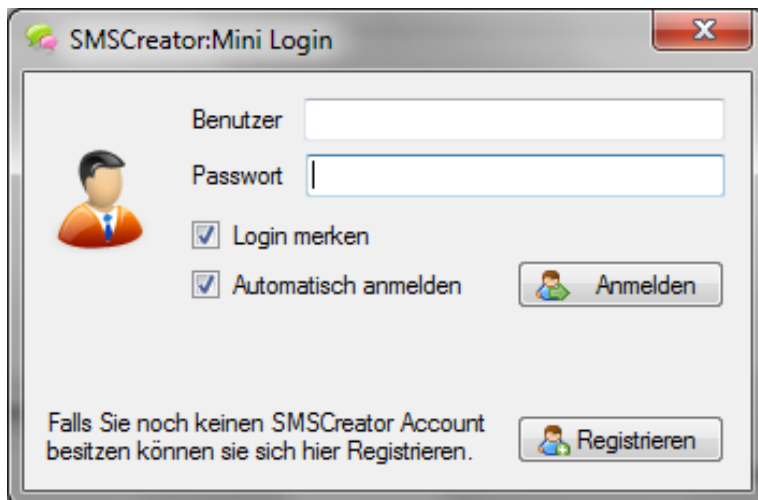 SMSCreator:Mini Login
Benutzer
Passwort
Login merken
Automatisch anmelden
Anmelden
Falls Sie noch keinen SMSCreator Account
besitzen können sie sich hier Registrieren.
Registrieren